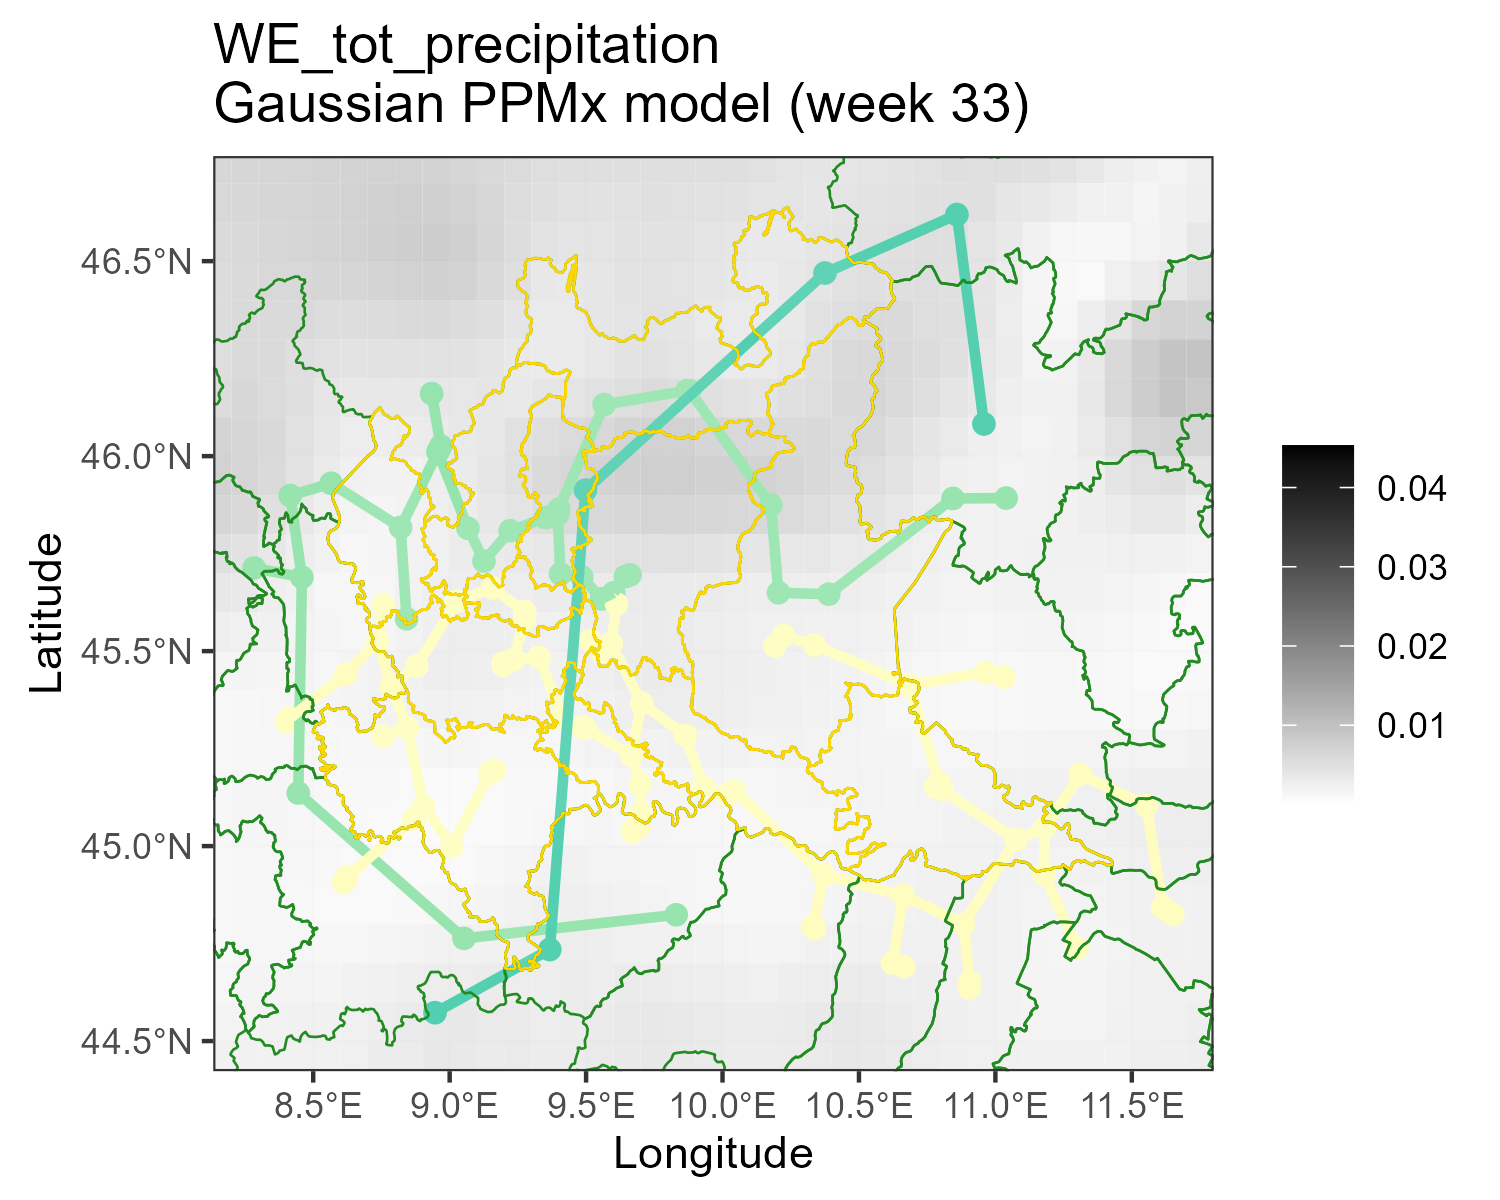 WE_tot_precipitation
Gaussian PPMx model (week 33)
46.5°N
46.0°N
45.5°N
45.0°N
44.5°N
Latitude
8.5°E 9.0°E 9.5°E 10.0°E 10.5°E 11.0°E 11.5°E
Longitude
0.04
0.03
0.02
0.01